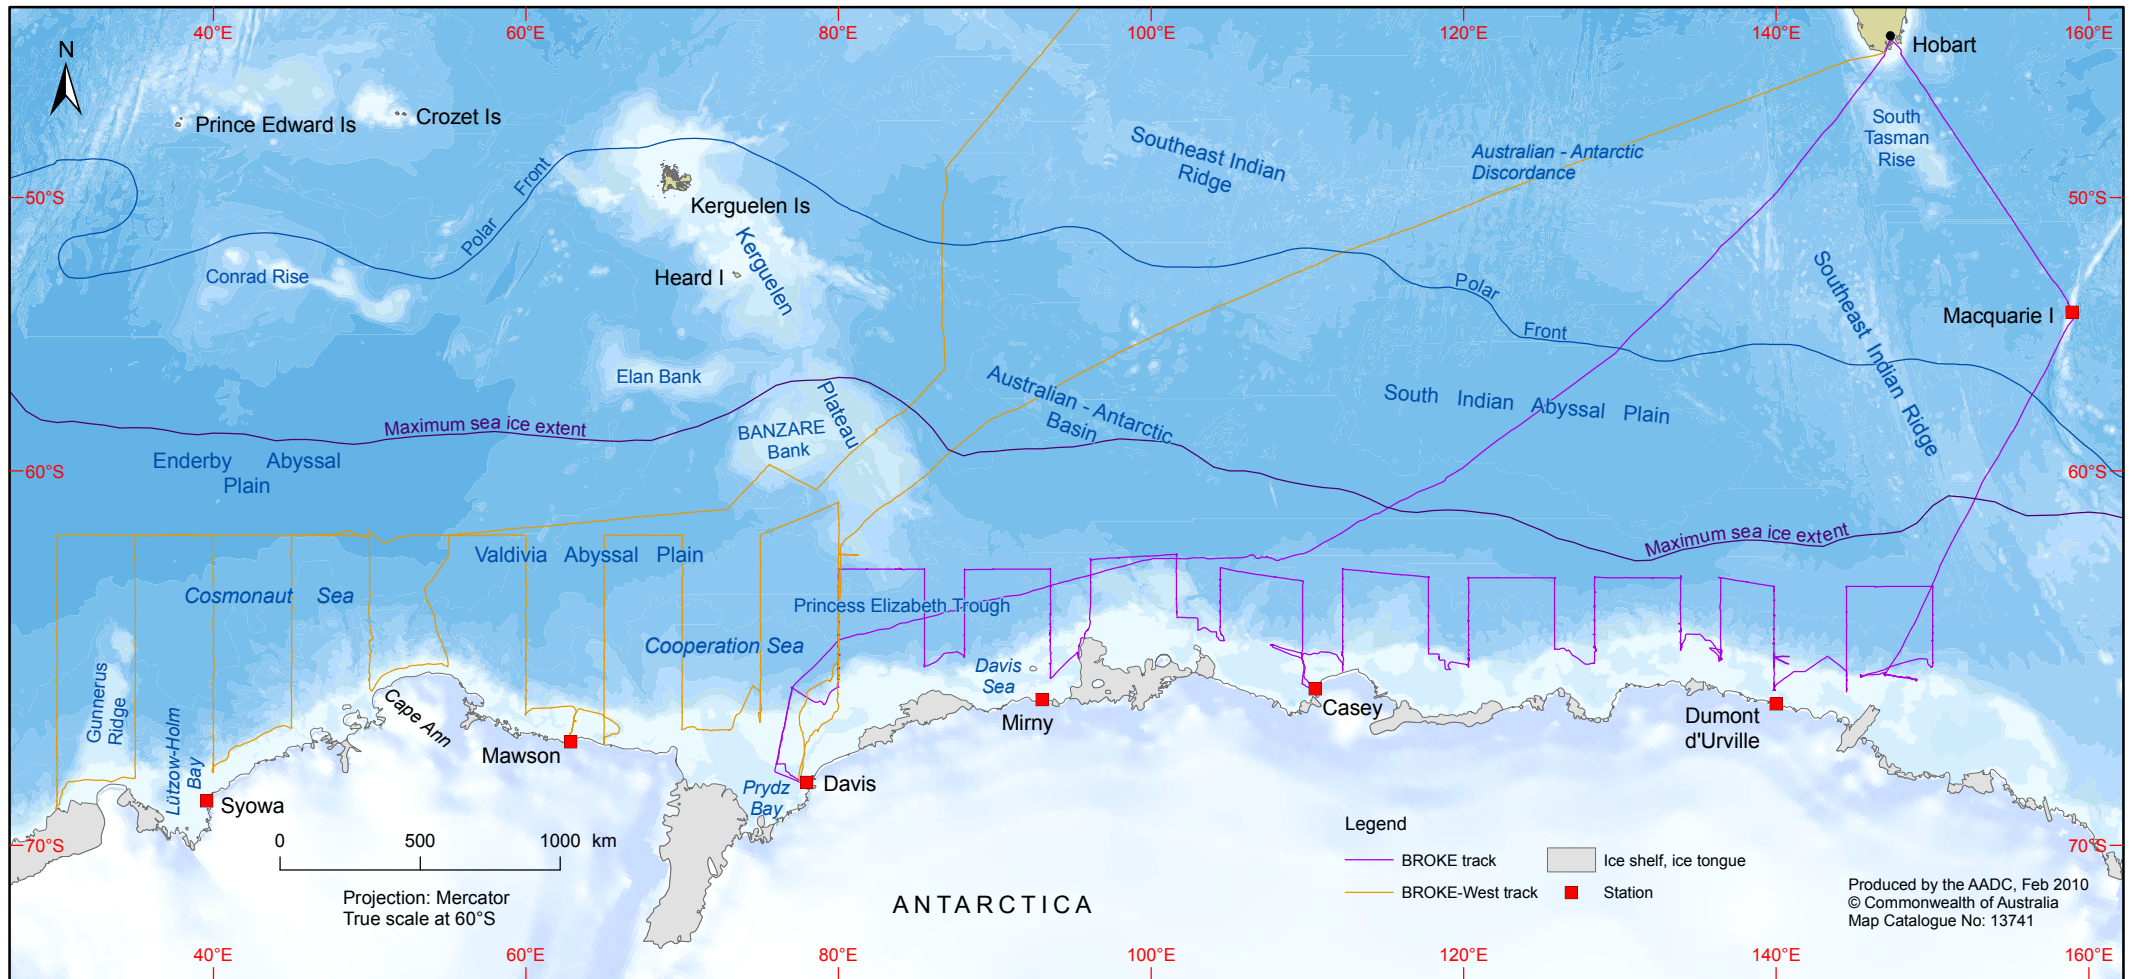 40°E
60°E
80°E
100°E
120°E
140°E
160°E
N
Hobart
Prince Edward Is
Crozet Is
South
Tasman
Rise
Southeast Indian
Ridge
Australian - Antarctic
Discordance
Polar Front
50°S
50°S
Kerguelen Is
Kerguelen
Plateau
Heard I
Conrad Rise
Polar
Front
Southeast Indian Ridge
Macquarie I
Elan Bank
Australian - Antarctic
Basin
South Indian Abyssal Plain
Maximum sea ice extent
BANZARE
Bank
Enderby Abyssal
Plain
60°S
60°S
Maximum sea ice extent
Valdivia Abyssal Plain
Cosmonaut Sea
Princess Elizabeth Trough
Cooperation Sea
Gunnerus
Ridge
Lützow-Holm
Bay
Cape Ann
Davis
Sea
Mirny
Casey
Dumont
d'Urville
Mawson
Syowa
Prydz
Bay
Davis
0 500 1000 km
70°S
70°S
Projection: Mercator
True scale at 60°S
ANTARCTICA
Legend
BROKE track
Ice shelf, ice tongue
BROKE-West track
Station
Produced by the AADC, Feb 2010
© Commonwealth of Australia
Map Catalogue No: 13741
40°E
60°E
80°E
100°E
120°E
140°E
160°E